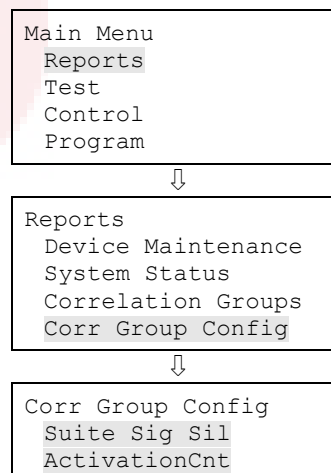 Main Menu
Reports
Test
Control
Program
⇩
Reports
Device Maintenance
System Status
Correlation Groups
Corr Group Config
⇩
Corr Group Config
Suite Sig Sil
ActivationCnt